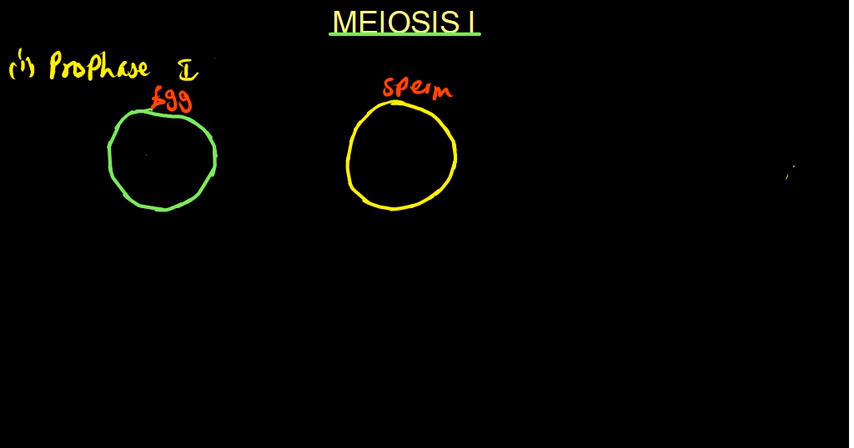 MEIOSIS I
(i) Prophase I
Egg
sperm